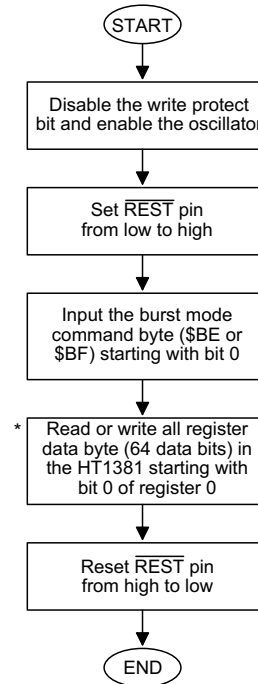 START
Disable the write protect
bit and enable the oscillator
Set REST pin
from low to high
Input the burst mode
command byte ($BE or
$BF) starting with bit 0
* Read or write all register
data byte (64 data bits) in
the HT1381 starting with
bit 0 of register 0
Reset REST pin
from high to low
END